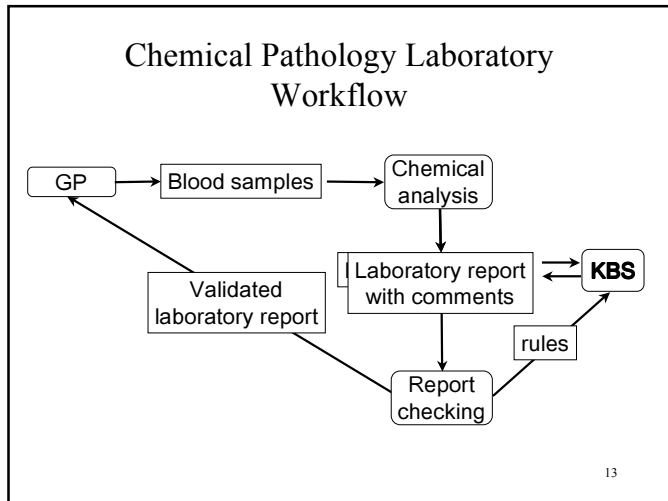 Chemical Pathology Laboratory
Workflow
GP
Blood samples
Chemical
analysis
Laboratory report
with comments
KBS
Validated
laboratory report
rules
Report
checking
13